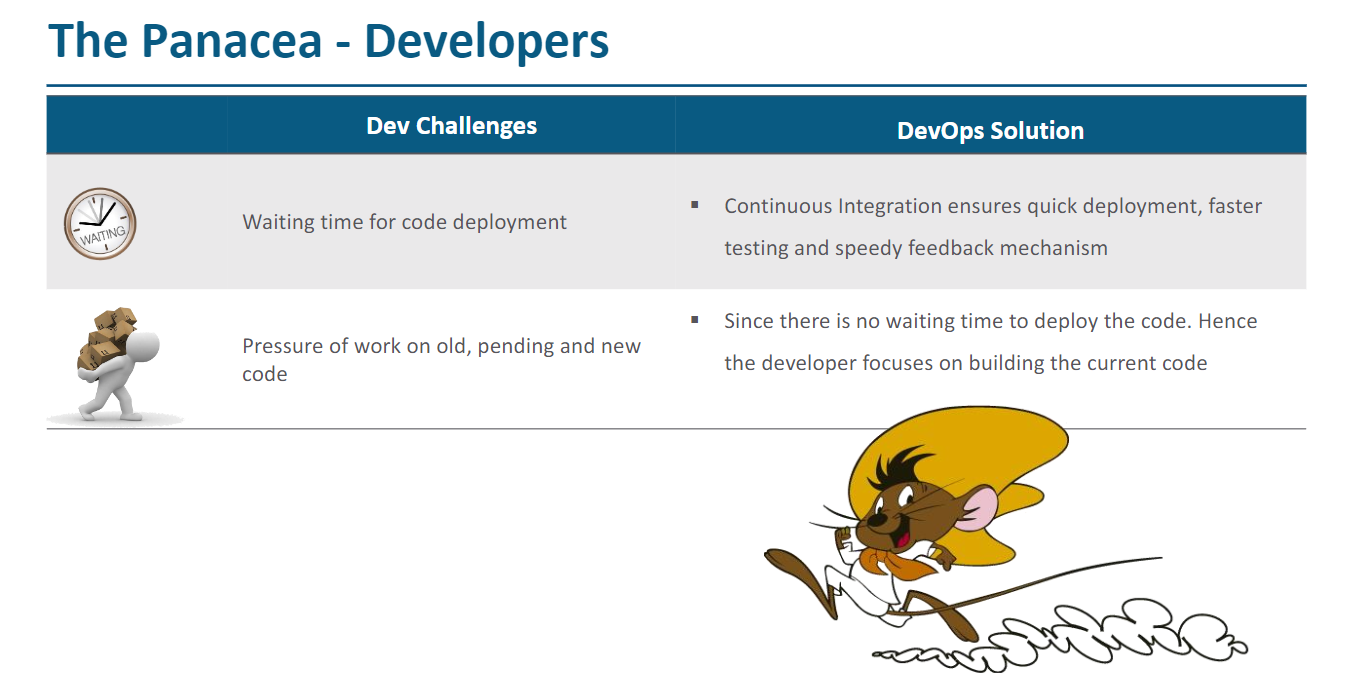 The Panacea - Developers
Dev Challenges
DevOps Solution
WAITING
Waiting time for code deployment
▪ Continuous Integration ensures quick deployment, faster
testing and speedy feedback mechanism
Pressure of work on old, pending and new
code
▪ Since there is no waiting time to deploy the code. Hence
the developer focuses on building the current code